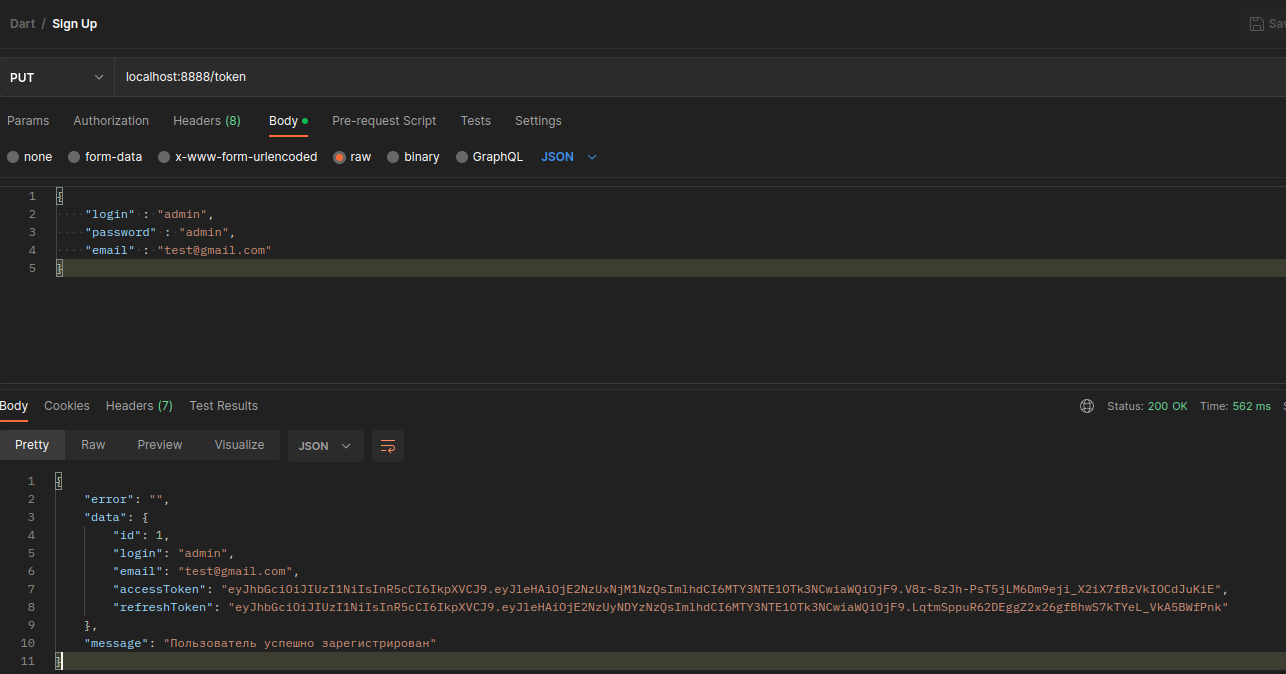 Dart / Sign Up
Sav
PUT localhost:8888/token
Params Authorization Headers (8) Body Pre-request Script Tests Settings
none form-data x-www-form-urlencoded raw binary GraphQL JSON
1 {
2 "login" : "admin",
3 "password" : "admin",
4 "email" : "test@gmail.com"
5 }
Body Cookies Headers (7) Test Results Status: 200 OK Time: 562 ms S
Pretty Raw Preview Visualize JSON
1 {
2 "error": "",
3 "data": {
4 "id": 1,
5 "login": "admin",
6 "email": "test@gmail.com",
7 "accessToken": "eyJhbGciOiJIUzI1NiIsInR5cCI6IkpXVCJ9.eyJleHAiOjE2NzUxNjM1NzQsImlhdCI6MTY3NTE1OTk3NCwiaWQiOjF9.V8r-8zJh-PsT5jLM6Dm9eji_X2iX7fBzVkIOCdJuKiE",
8 "refreshToken": "eyJhbGciOiJIUzI1NiIsInR5cCI6IkpXVCJ9.eyJleHAiOjE2NzUyNDYzNzQsImlhdCI6MTY3NTE1OTk3NCwiaWQiOjF9.LqtmSppuR62DEggZ2x26gfBhwS7kTYeL_VkA5BWfPnk"
9 },
10 "message": "Пользователь успешно зарегистрирован"
11 }